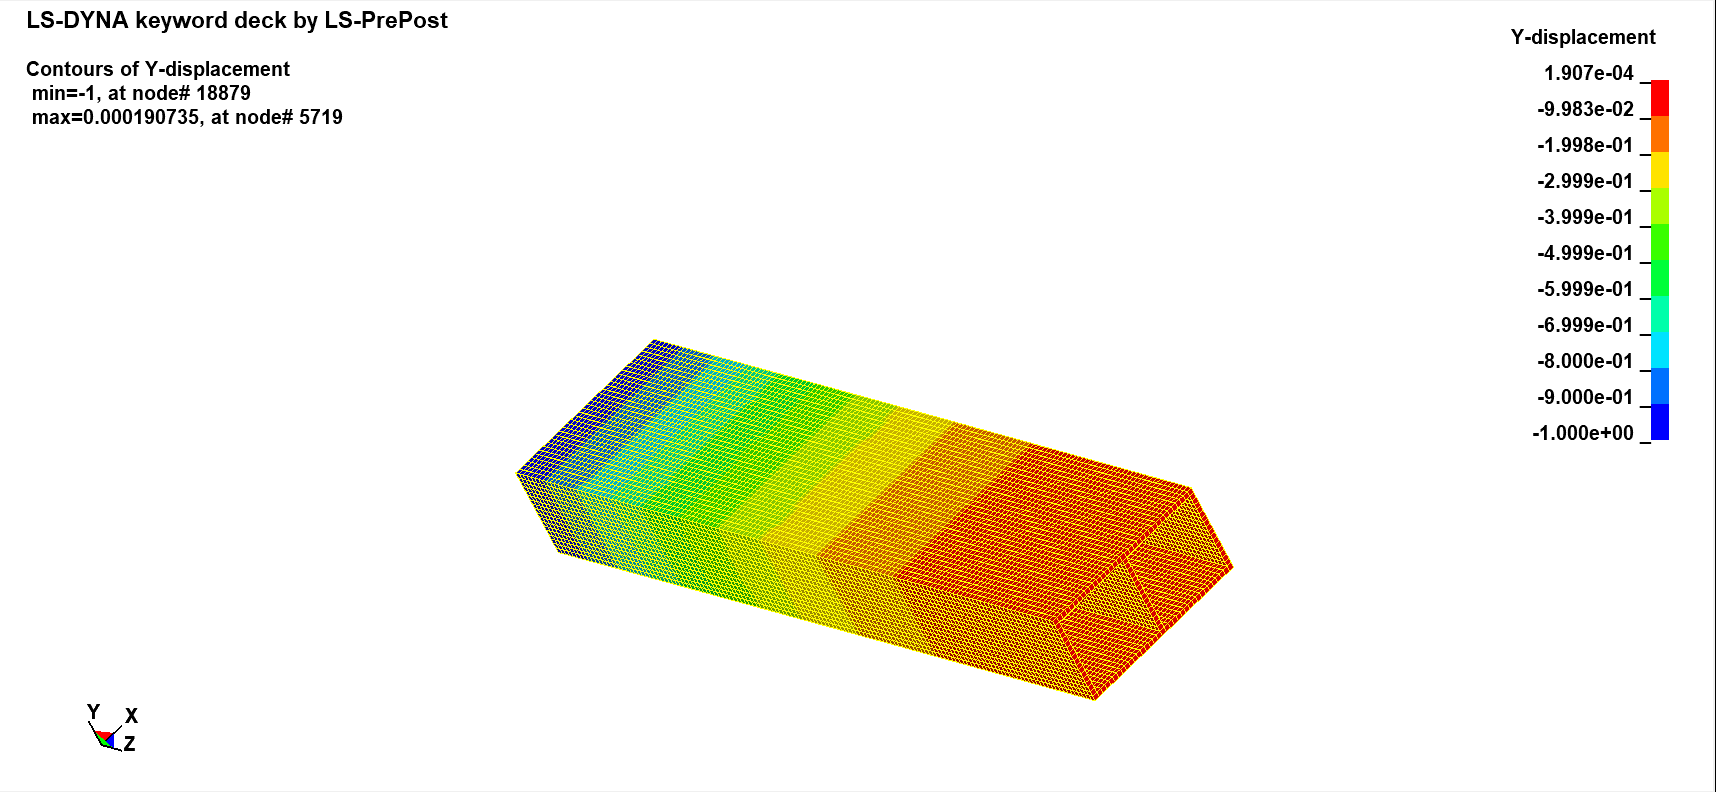 LS-DYNA keyword deck by LS-PrePost
Contours of Y-displacement
min=-1, at node# 18879
max=0.000190735, at node# 5719
Y-displacement
1.907e-04
-9.983e-02
-1.998e-01
-2.999e-01
-3.999e-01
-4.999e-01
-5.999e-01
-6.999e-01
-8.000e-01
-9.000e-01
-1.000e+00
Y
X
Z